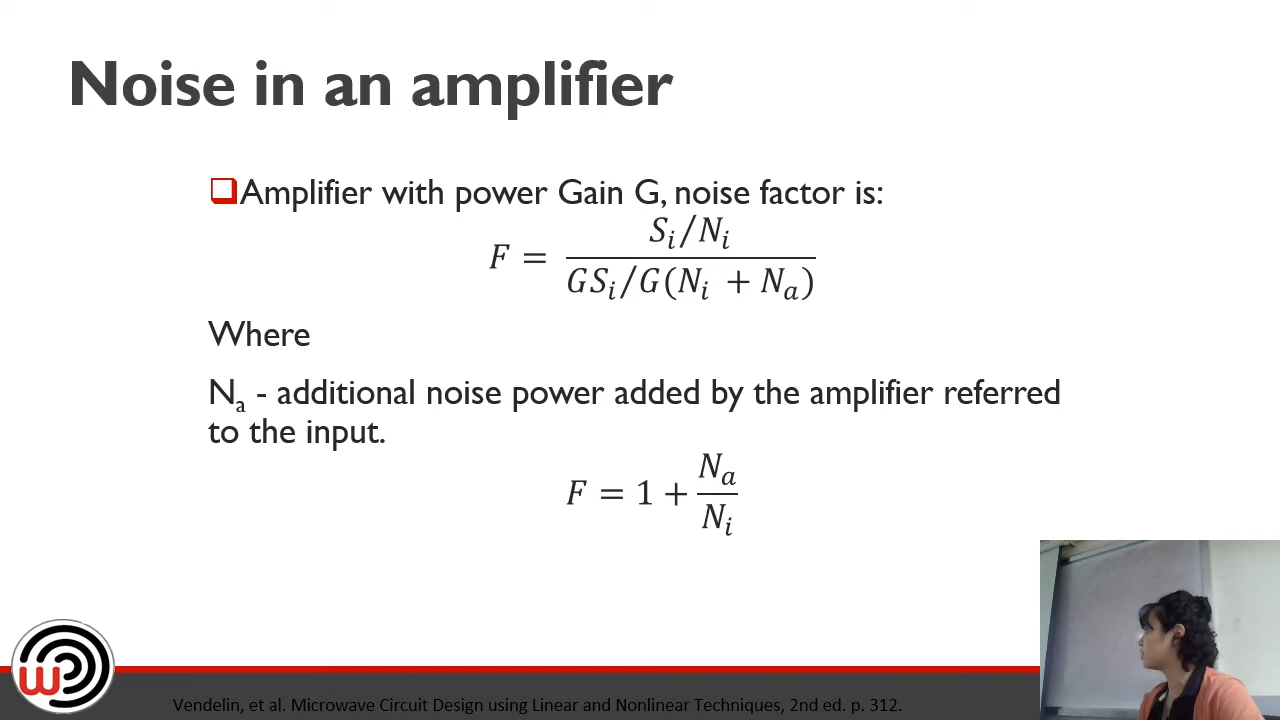 Noise in an amplifier
❑Amplifier with power Gain G, noise factor is:
F = \frac{S_i/N_i}{GS_i/G(N_i + N_a)}
Where
N_a - additional noise power added by the amplifier referred
to the input.
F = 1 + \frac{N_a}{N_i}
w
Vendelin, et al. Microwave Circuit Design using Linear and Nonlinear Techniques, 2nd ed. p. 312.